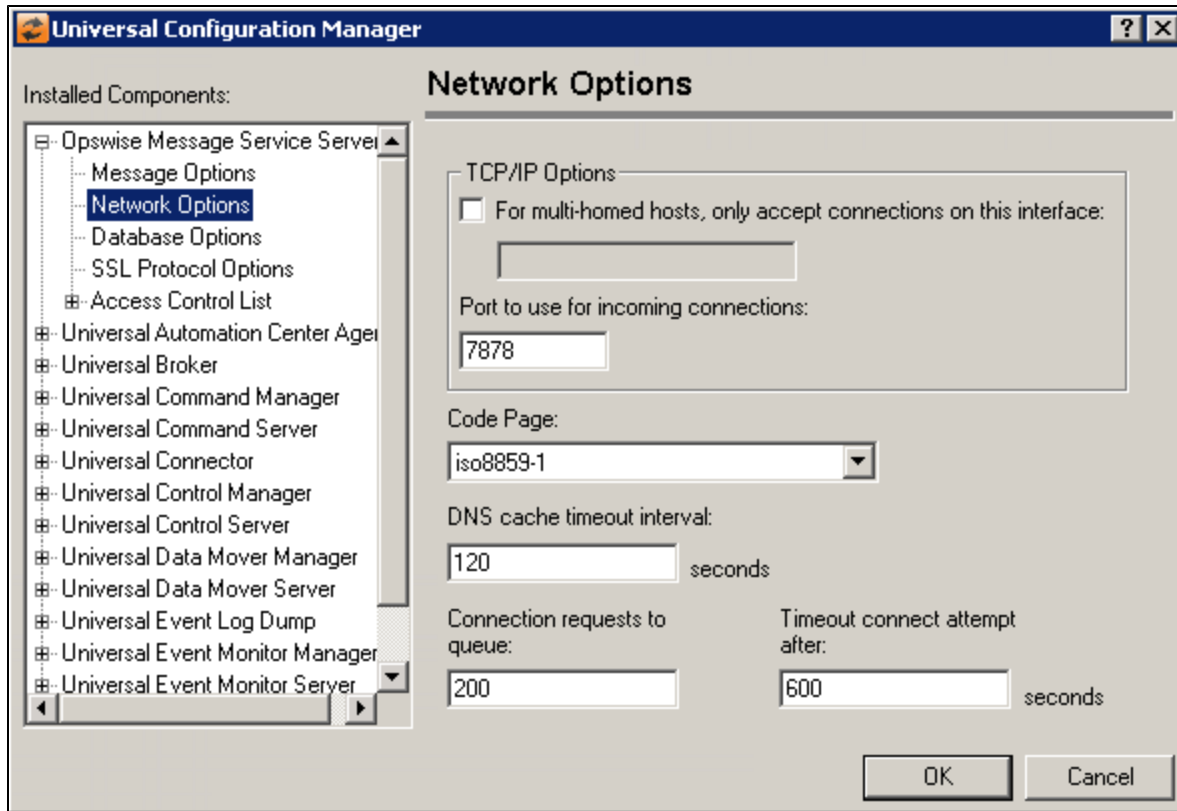 Universal Configuration Manager
?
Installed Components:
Opswise Message Service Server
Message Options
Network Options
Database Options
SSL Protocol Options
Access Control List
Universal Automation Center Ager
Universal Broker
Universal Command Manager
Universal Command Server
Universal Connector
Universal Control Manager
Universal Control Server
Universal Data Mover Manager
Universal Data Mover Server
Universal Event Log Dump
Universal Event Monitor Manager
Universal Event Monitor Server
Network Options
TCP/IP Options
For multi-homed hosts, only accept connections on this interface:
Port to use for incoming connections:
7878
Code Page:
iso8859-1
DNS cache timeout interval:
120 seconds
Connection requests to
queue:
200
Timeout connect attempt
after:
600 seconds
OK Cancel